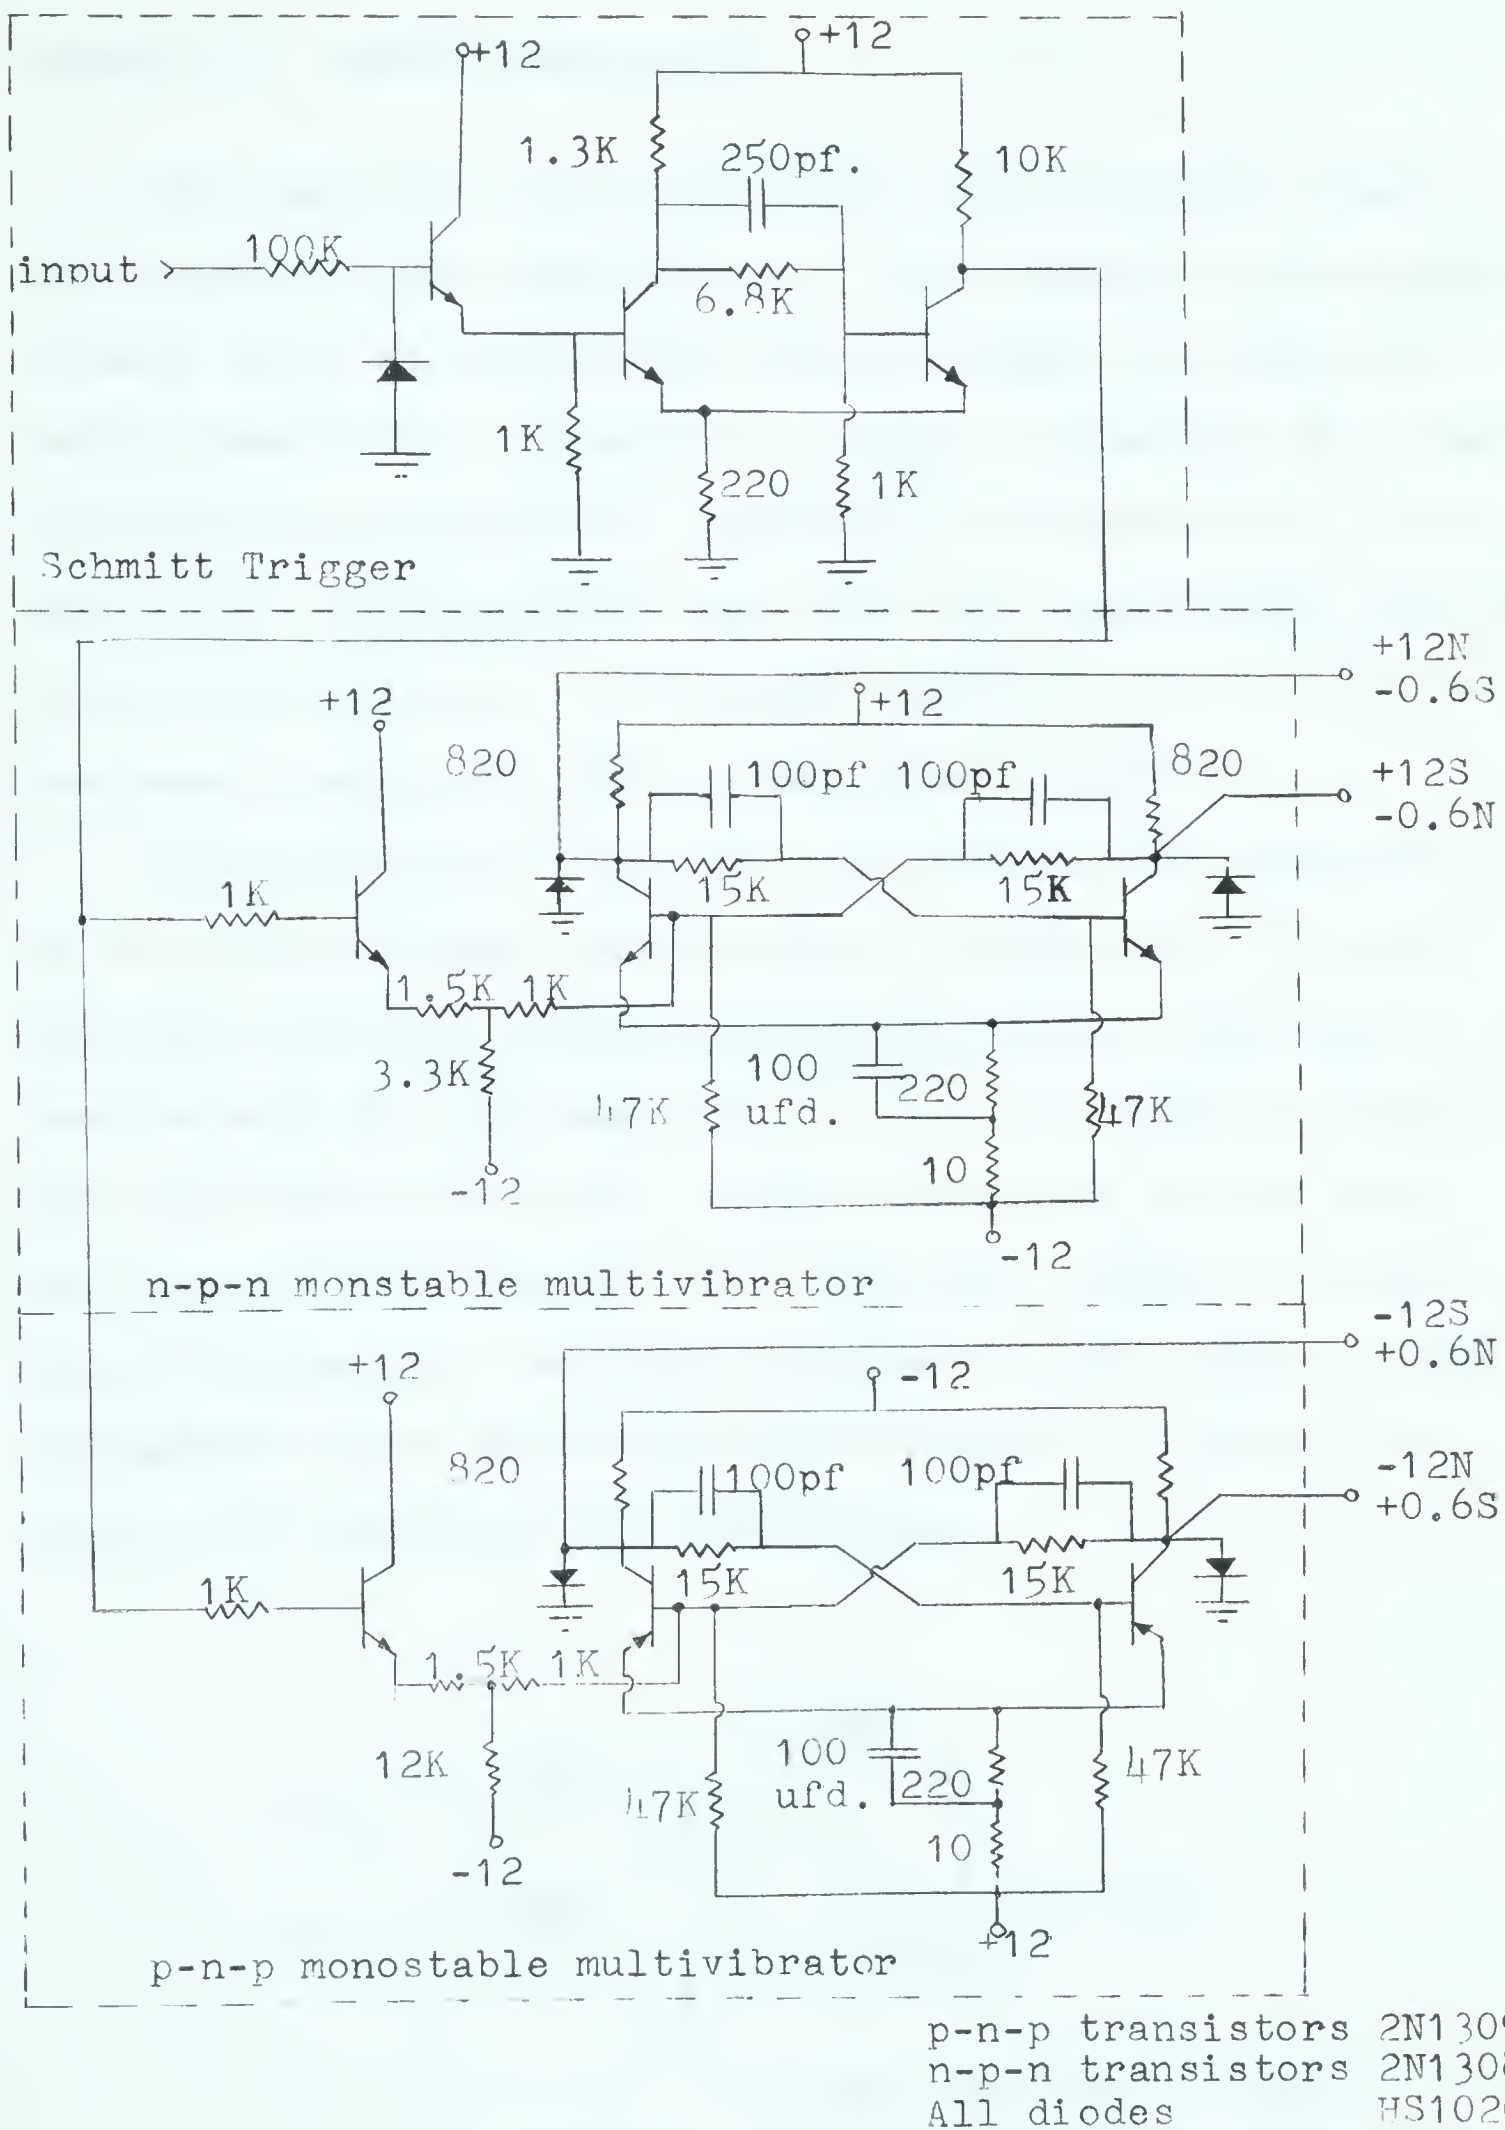 +12
+12
1.3K
250pf.
10K
100K
input
6.8K
1K
220
1K
Schmitt Trigger
+12N
-0.6S
+12
+12
820
100pf
100pf
820
+12S
-0.6N
1K
15K
15K
1.5K
1K
3.3K
47K
100
ufd.
220
47K
10
-12
-12
n-p-n monstable multivibrator
-12S
+0.6N
+12
-12
820
100pf
100pf
-12N
+0.6S
1K
15K
15K
1.5K
1K
12K
47K
100
ufd.
220
47K
10
-12
+12
p-n-p monostable multivibrator
p-n-p transistors
n-p-n transistors
All diodes